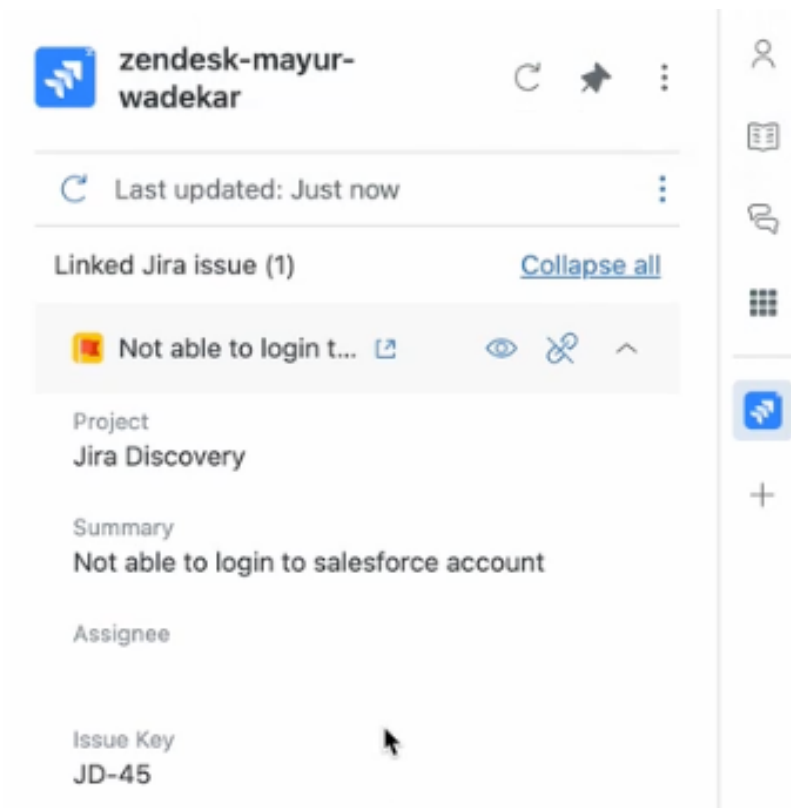 zendesk-mayur-
wadekar
Last updated: Just now
Linked Jira issue (1) Collapse all
Not able to login t...
Project
Jira Discovery
Summary
Not able to login to salesforce account
Assignee
Issue Key
JD-45